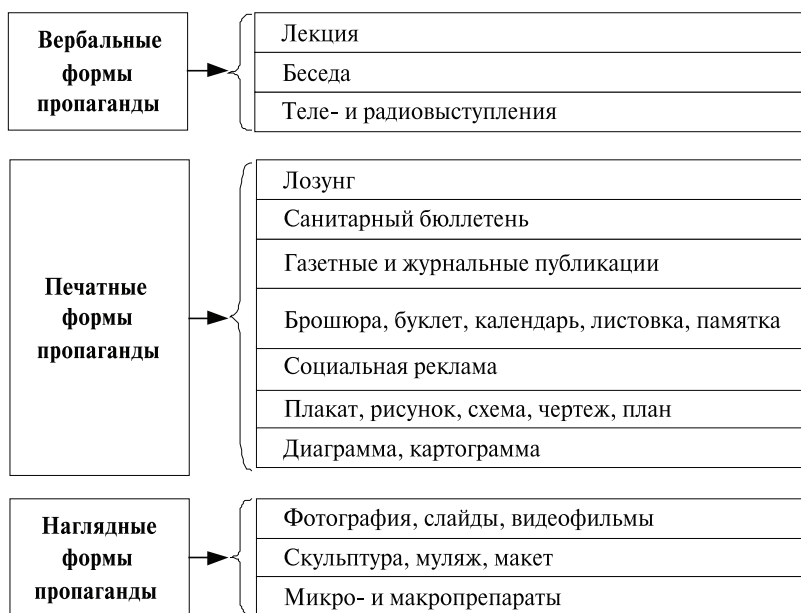 Вербальные
формы
пропаганды
Лекция
Беседа
Теле- и радиовыступления
Печатные
формы
пропаганды
Лозунг
Санитарный бюллетень
Газетные и журнальные публикации
Брошюра, буклет, календарь, листовка, памятка
Социальная реклама
Плакат, рисунок, схема, чертеж, план
Диаграмма, картограмма
Наглядные
формы
пропаганды
Фотография, слайды, видеофильмы
Скульптура, муляж, макет
Микро- и макропрепараты